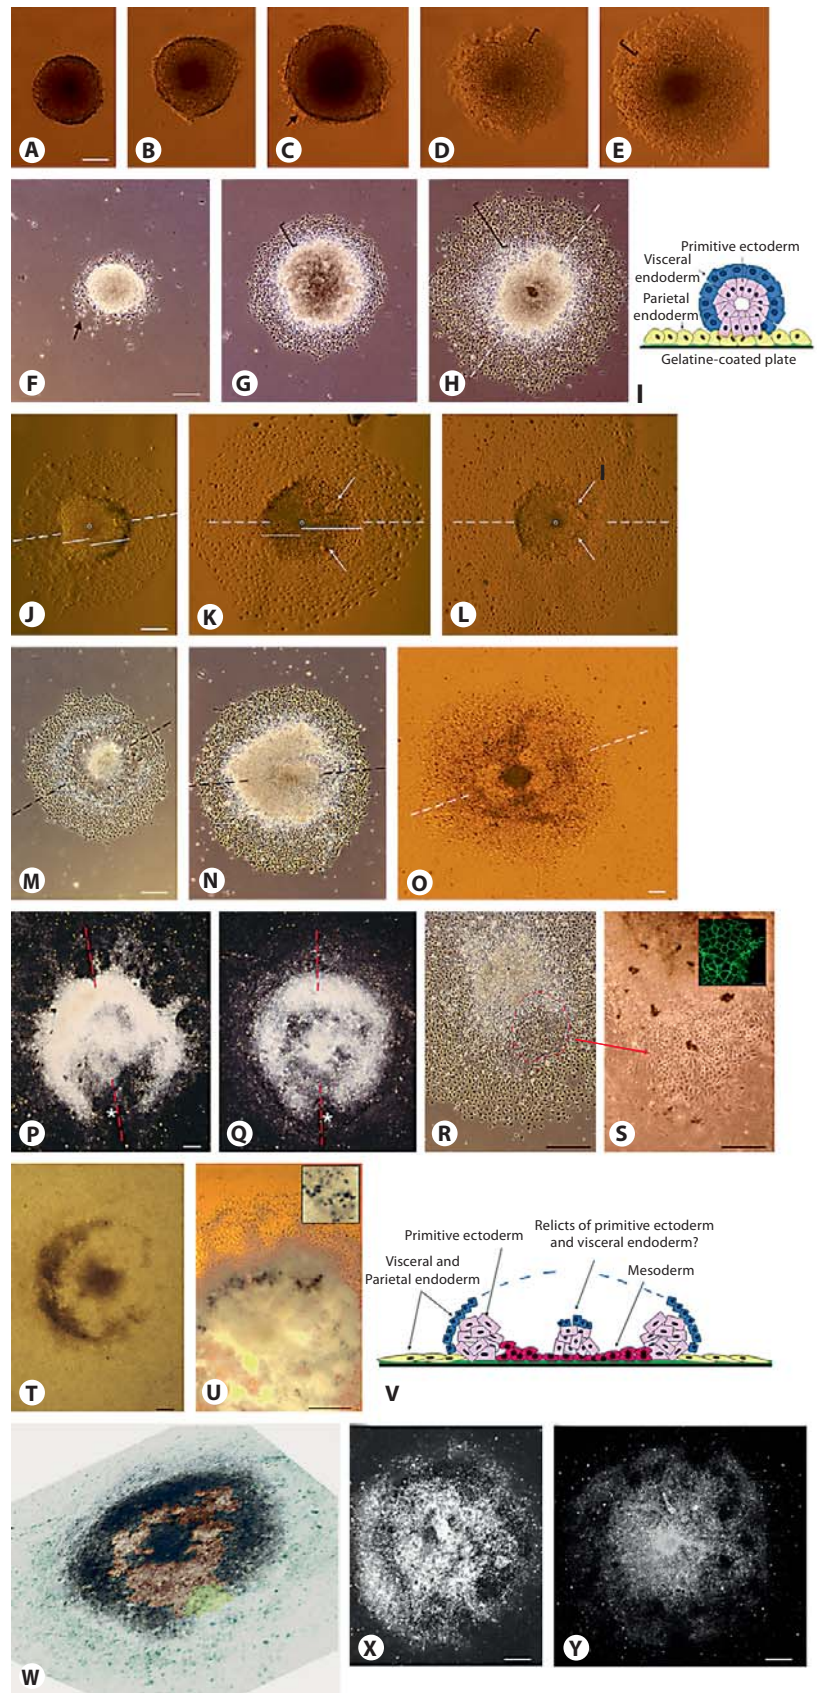 A
B
C
D
E
F
G
H
Visceral
endoderm
Primitive ectoderm
Parietal
endoderm
Gelatine-coated plate
I
J
K
I
L
M
N
O
P
*
Q
*
R
S
T
U
Primitive ectoderm
Relicts of primitive ectoderm
and visceral endoderm?
Visceral and
Parietal endoderm
Mesoderm
V
W
X
Y